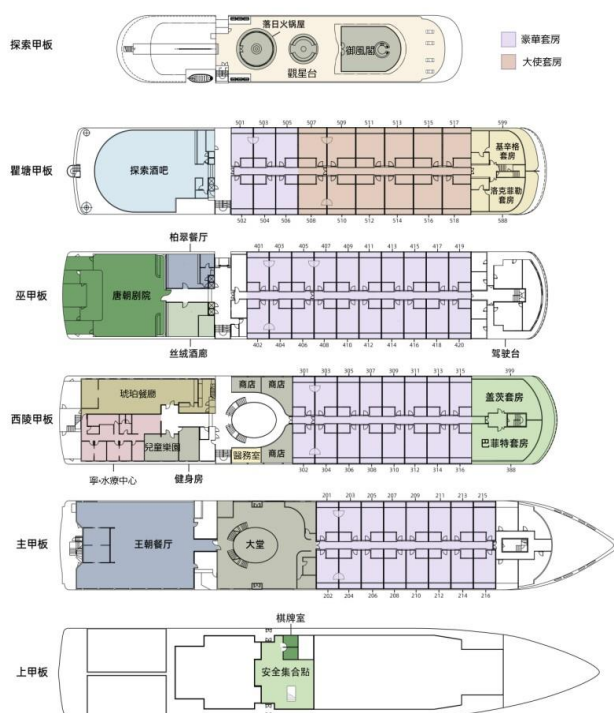 落日火锅屋
探索甲板
觀星台
御風閣
豪華套房
大使套房
501 503 505 507 509 511 513 515 517 599
瞿塘甲板
探索酒吧
基辛格
套房
洛克菲勒
套房
502 504 506 508 510 512 514 516 518 588
柏翠餐厅
401 403 405 407 409 411 413 415 417 419
巫甲板
唐朝剧院
丝絨酒廊
402 404 406 408 410 412 414 416 418 420
驾驶台
301 303 305 307 309 311 313 315 399
西陵甲板
琥珀餐廳
商店 商店
盖茨套房
兒童樂園
醫務室
商店
巴菲特套房
寧·水療中心
健身房
302 304 306 308 310 312 314 316 388
201 203 205 207 209 211 213 215
主甲板
王朝餐厅
大堂
202 204 206 208 210 212 214 216
棋牌室
上甲板
安全集合點